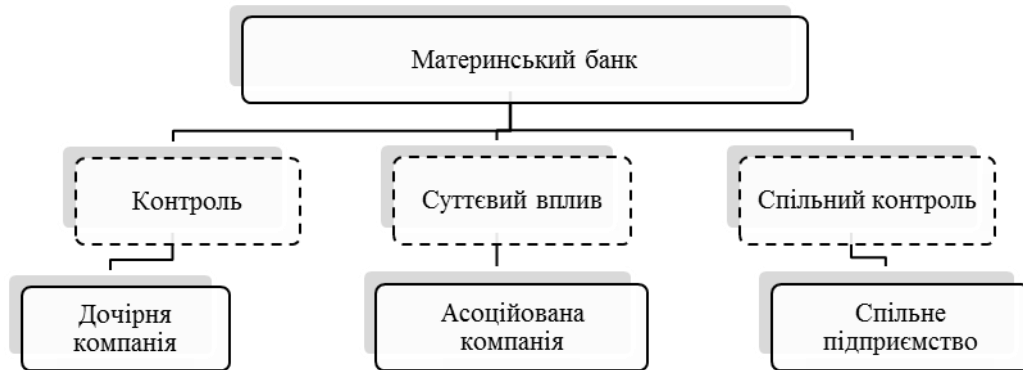 Материнський банк
Контроль
Суттєвий вплив
Спільний контроль
Дочірня
компанія
Асоційована
компанія
Спільне
підприємство